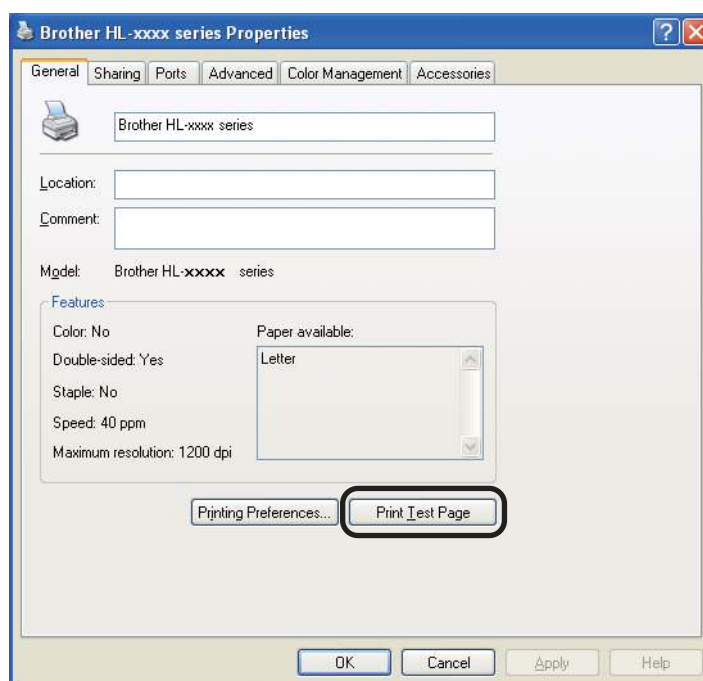 Brother HL-xxxx series Properties
General Sharing Ports Advanced Color Management Accessories
Brother HL-xxxx series
Location:
Comment:
Model: Brother HL-xxxx series
Features
Color: No Paper available:
Double-sided: Yes Letter
Staple: No
Speed: 40 ppm
Maximum resolution: 1200 dpi
Printing Preferences... Print Test Page
OK Cancel Apply Help